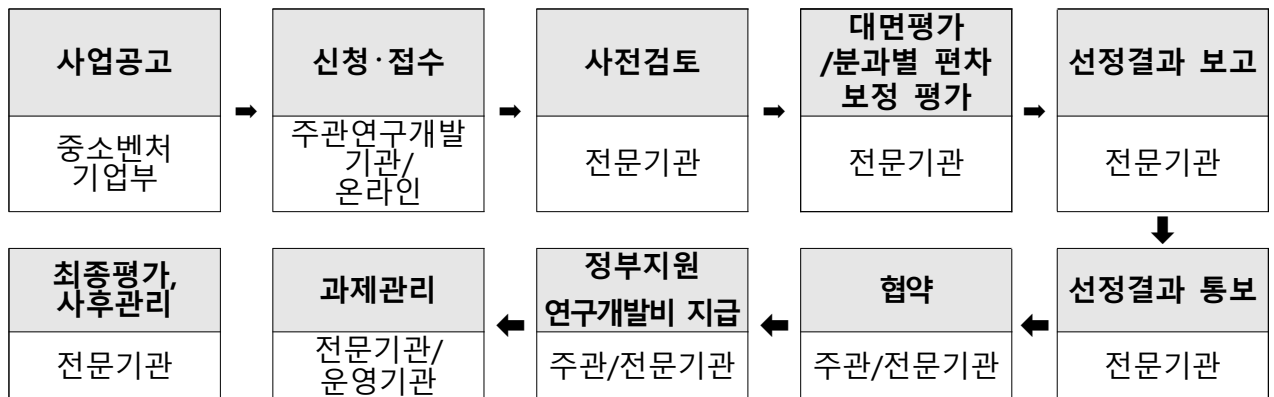 사업공고
중소벤처
기업부
신청·접수
주관연구개발
기관/
온라인
사전검토
전문기관
대면평가
/분과별 편차
보정 평가
전문기관
선정결과 보고
전문기관
선정결과 통보
전문기관
협약
주관/전문기관
정부지원
연구개발비 지급
주관/전문기관
과제관리
전문기관/
운영기관
최종평가,
사후관리
전문기관